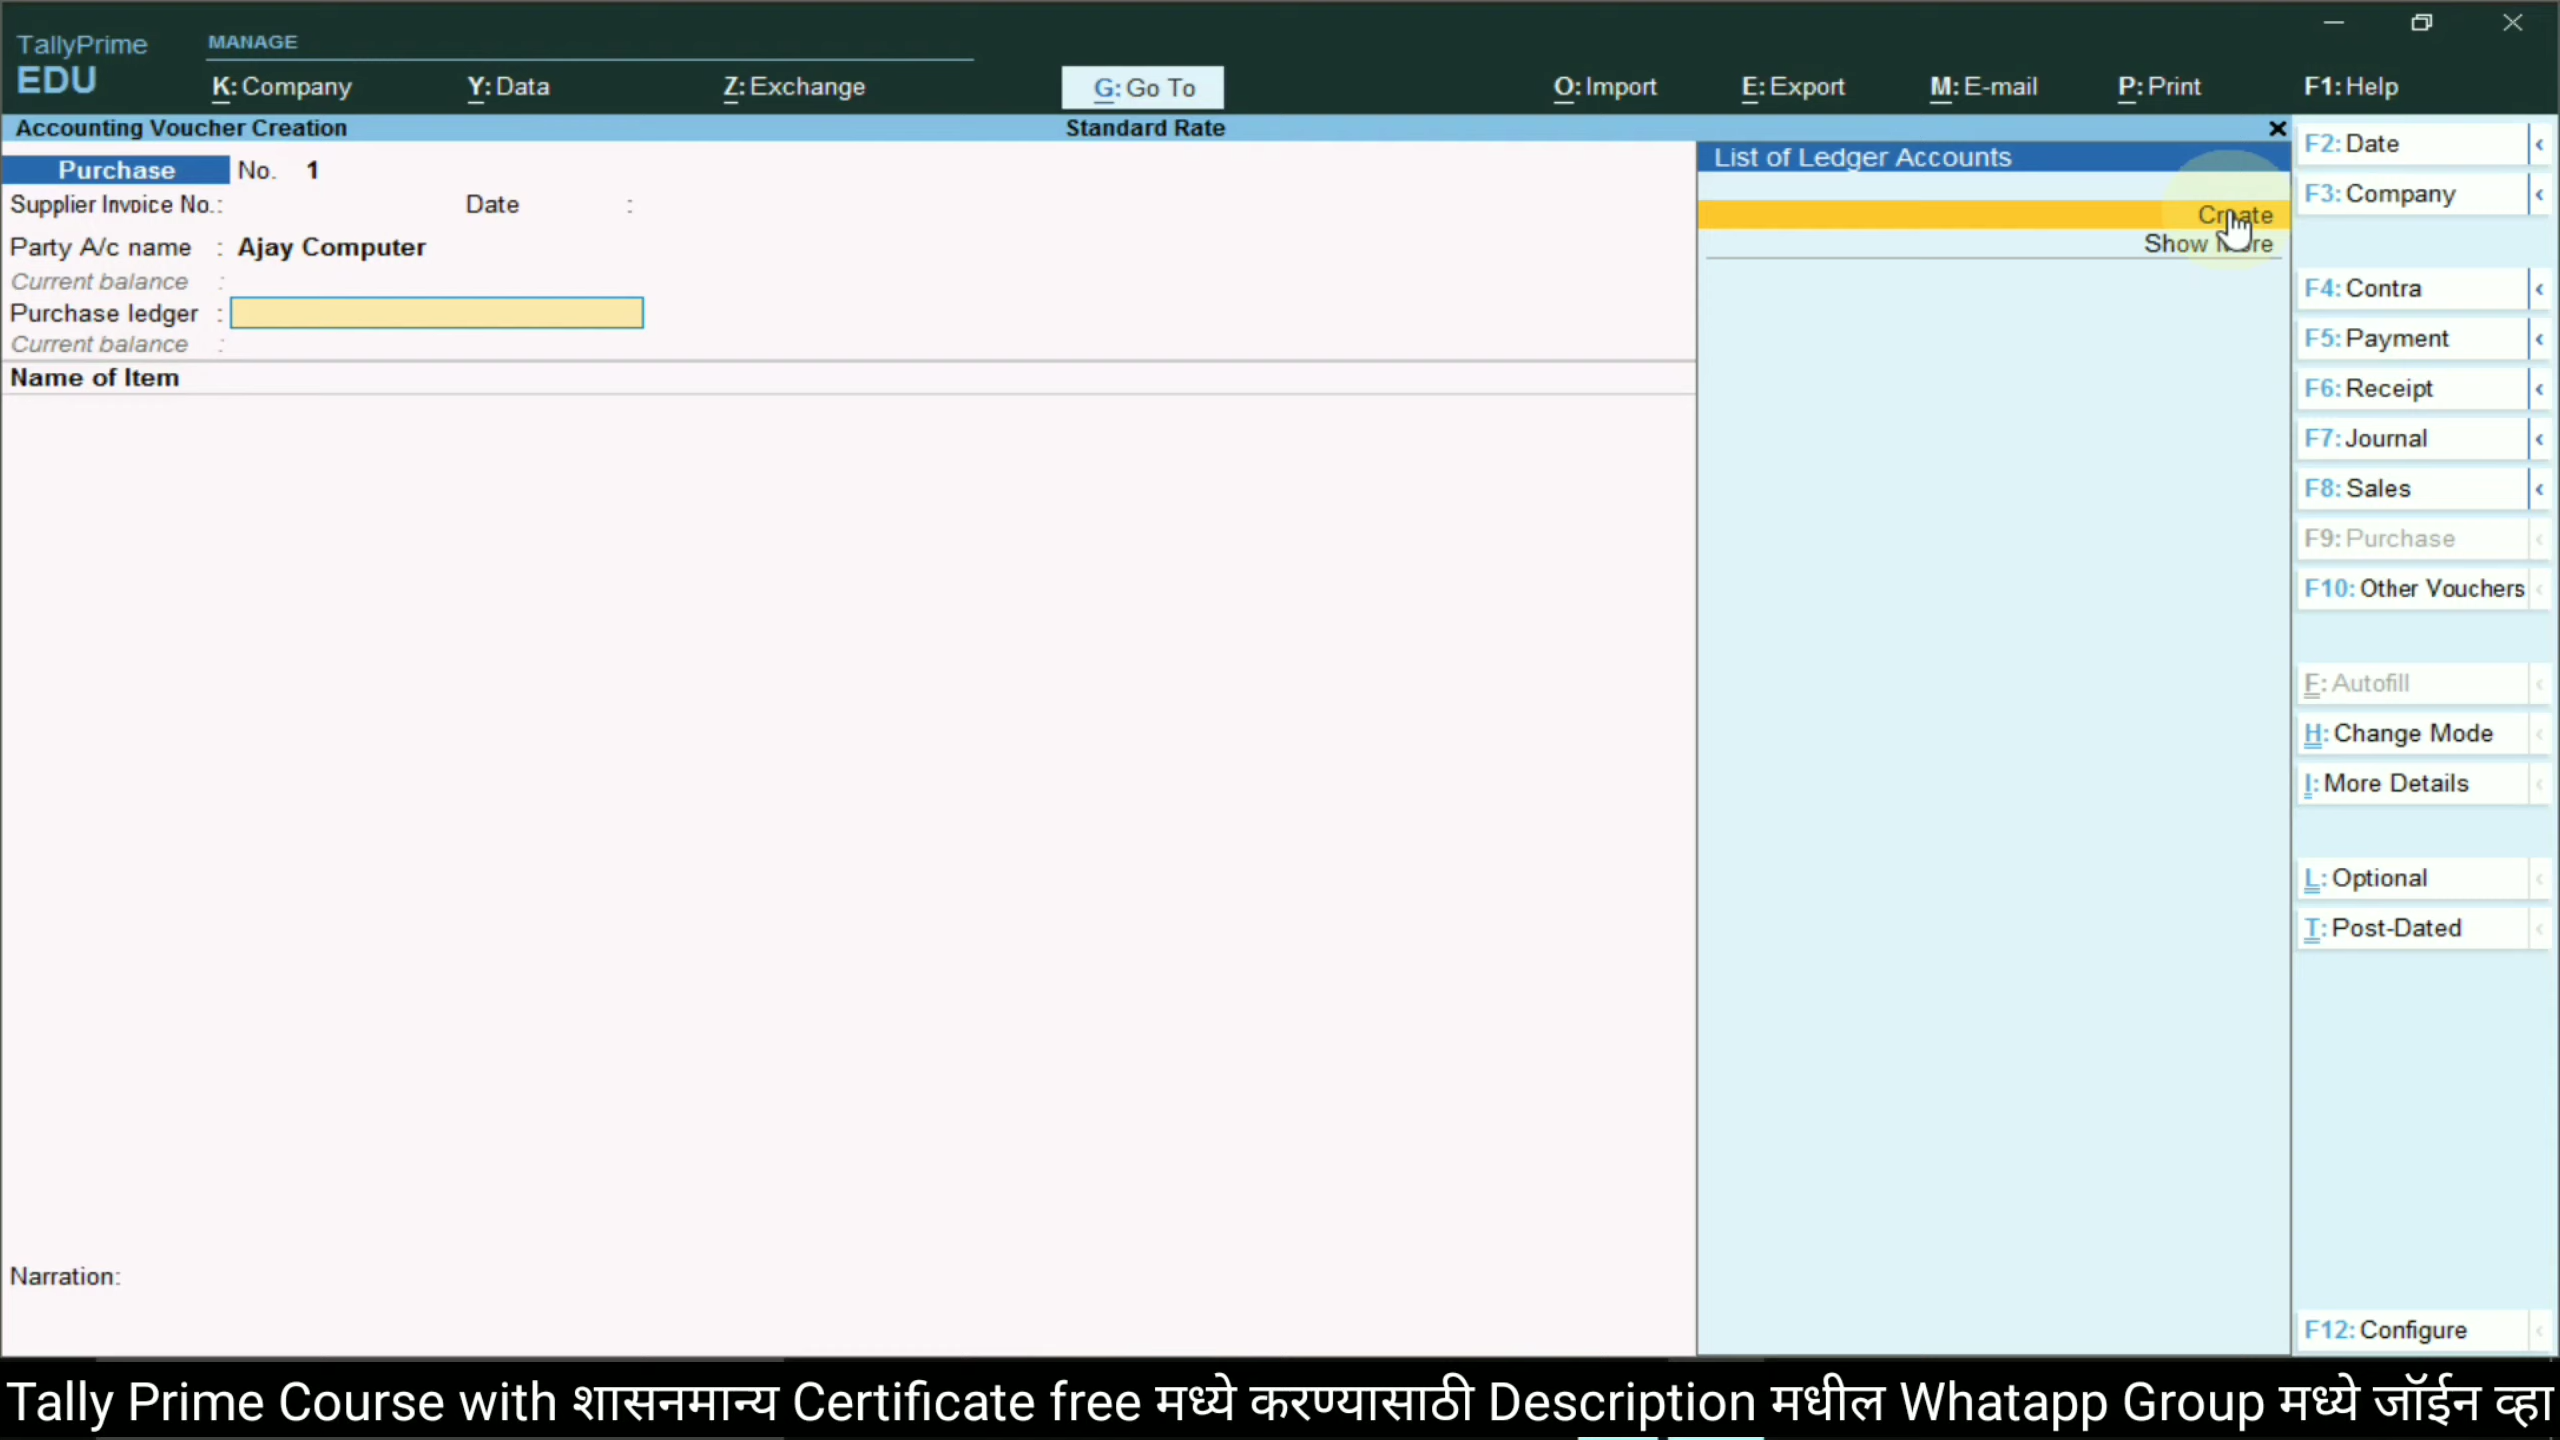 TallyPrime
EDU
MANAGE
K: Company
Y: Data
Z: Exchange
G: Go To
O: Import
E: Export
M: E-mail
P: Print
F1: Help
Accounting Voucher Creation
Standard Rate
Purchase
No. 1
Supplier Invoice No.:
Date :
Party A/c name : Ajay Computer
Current balance :
Purchase ledger :
Current balance :
Name of Item
Narration:
List of Ledger Accounts
Create
Show More
F2: Date
F3: Company
F4: Contra
F5: Payment
F6: Receipt
F7: Journal
F8: Sales
F9: Purchase
F10: Other Vouchers
F: Autofill
H: Change Mode
I: More Details
L: Optional
T: Post-Dated
F12: Configure
Tally Prime Course with शासनमान्य Certificate free मध्ये करण्यासाठी Description मधील Whatapp Group मध्ये जॉईन व्हा